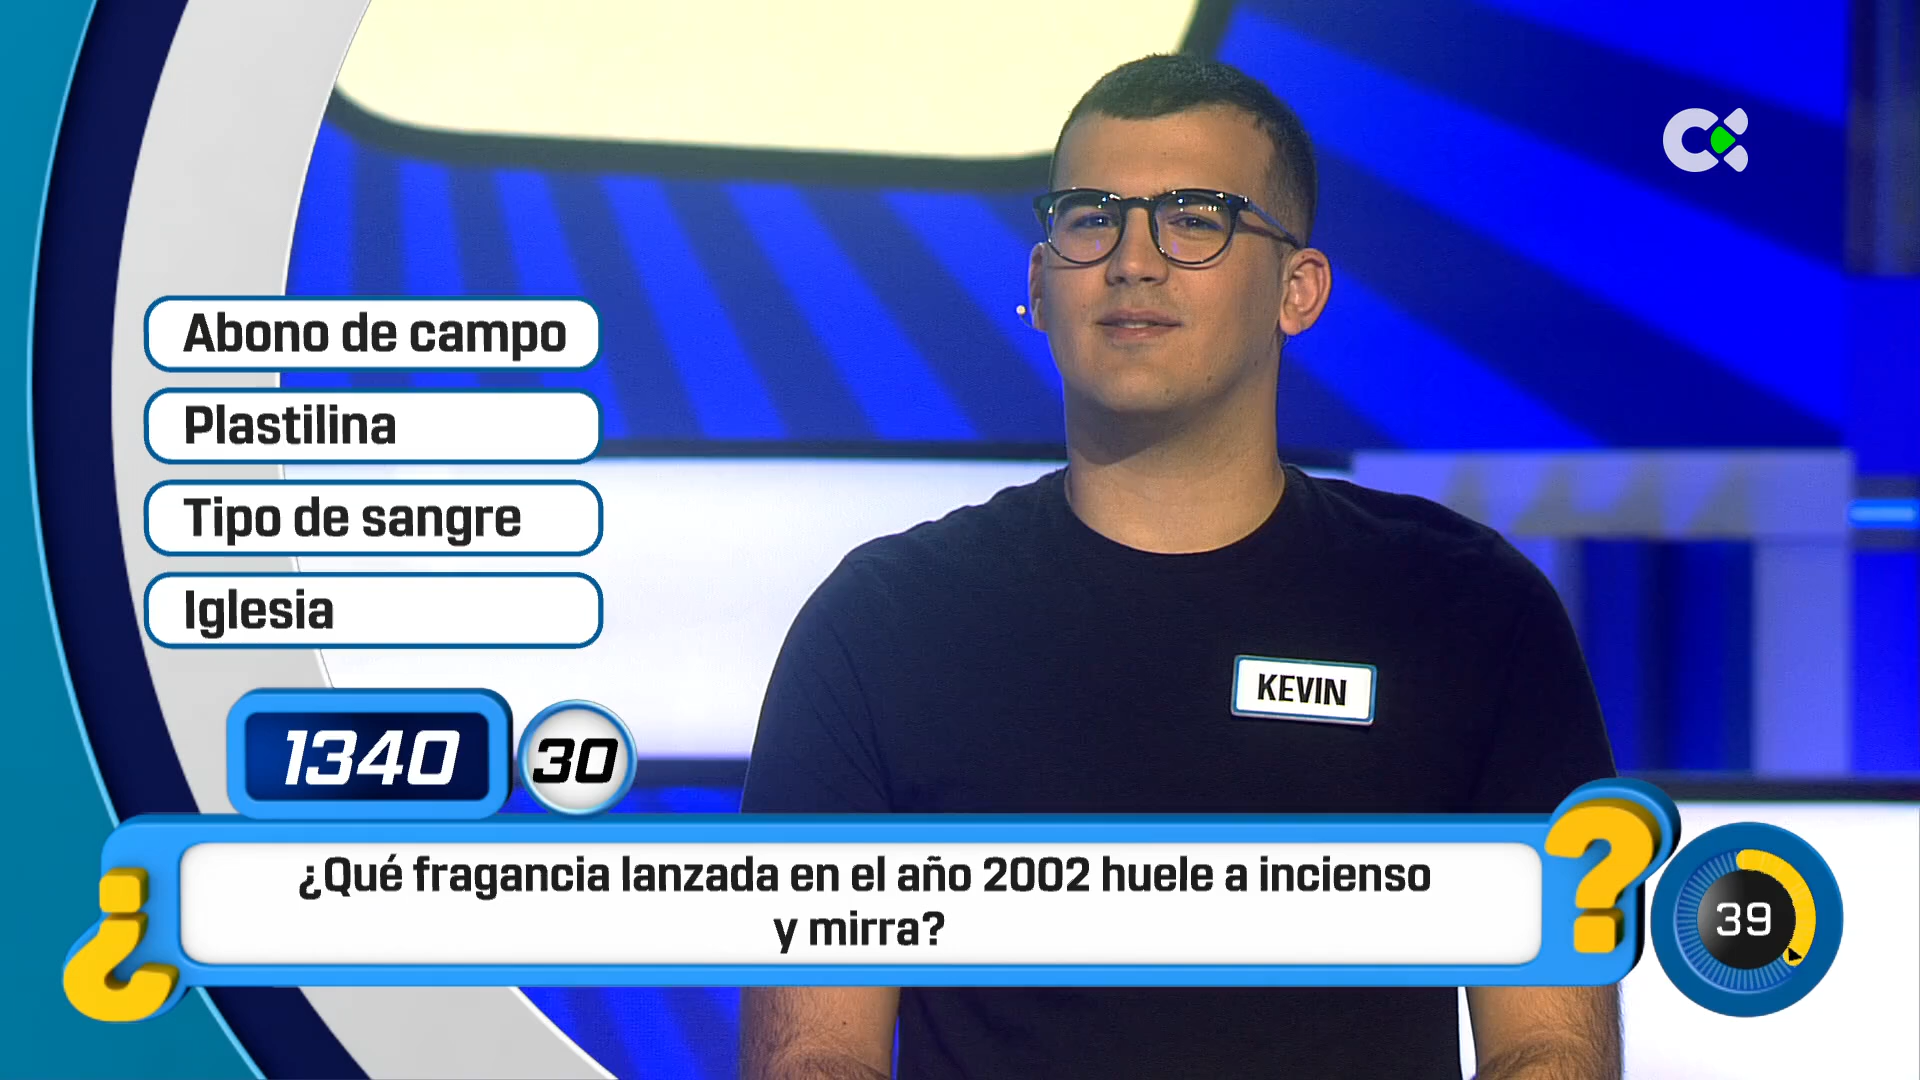 Abono de campo
Plastilina
Tipo de sangre
Iglesia
KEVIN
1340 30
¿Qué fragancia lanzada en el año 2002 huele a incienso
y mirra?
39